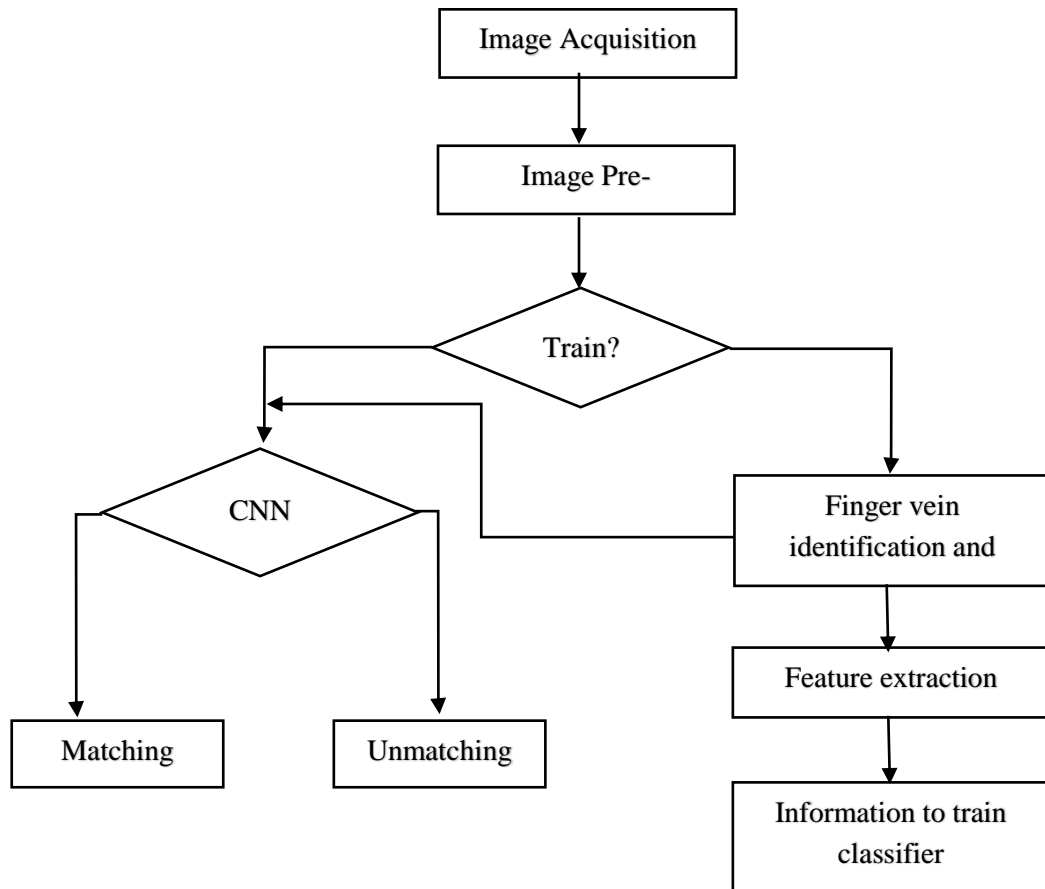 Image Acquisition
Image Pre-
Train?
CNN
Finger vein
identification and
Feature extraction
Matching
Unmatching
Information to train
classifier